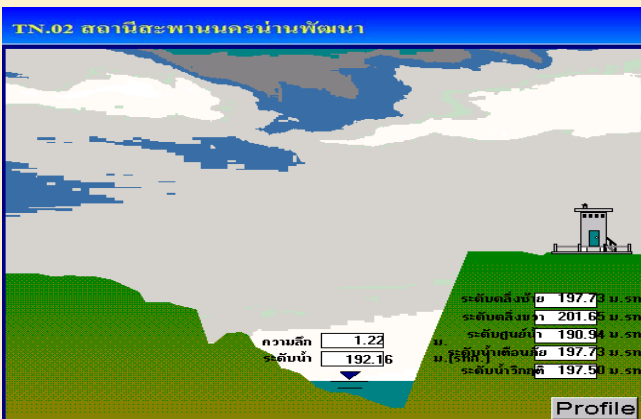 TN.02 สถานีสะพานนครน่านพัฒนา
ระดับตลิ่งซ้าย 197.73 ม.รท
ระดับตลิ่งขวา 201.65 ม.รท
ระดับศูนย์น้ำ 190.94 ม.รท
ความลึก 1.22 ม.
ระดับน้ำ 192.16 ม.(รทก.)
ระดับน้ำเตือนภัย 197.73 ม.รท
ระดับน้ำวิกฤติ 197.50 ม.รท
Profile